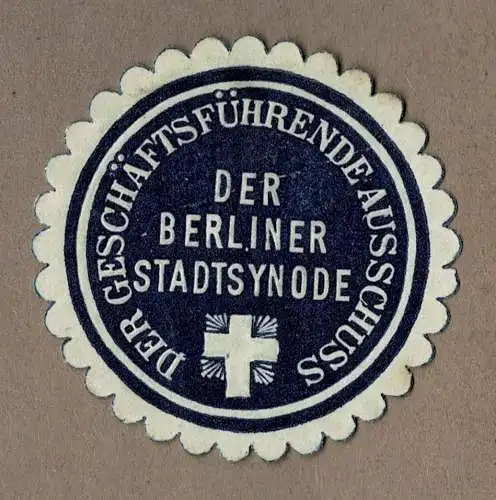 DER GESCHÄFTSFÜHRENDE AUSSCHUSS
DER
BERLINER
STADTSYNODE